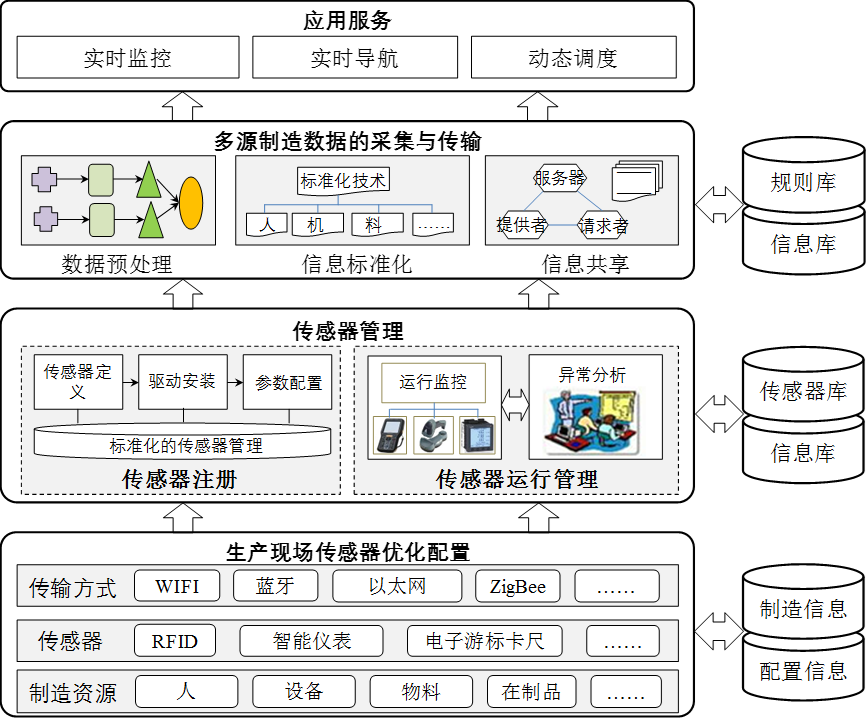 应用服务
实时监控
实时导航
动态调度
多源制造数据的采集与传输
标准化技术
人
机
料
......
服务器
提供者
请求者
数据预处理
信息标准化
信息共享
规则库
信息库
传感器管理
传感器定
义
驱动安装
参数配置
标准化的传感器管理
传感器注册
运行监控
异常分析
传感器运行管理
传感器库
信息库
生产现场传感器优化配置
传输方式
WIFI
蓝牙
以太网
ZigBee
......
传感器
RFID
智能仪表
电子游标卡尺
......
制造资源
人
设备
物料
在制品
......
制造信息
配置信息